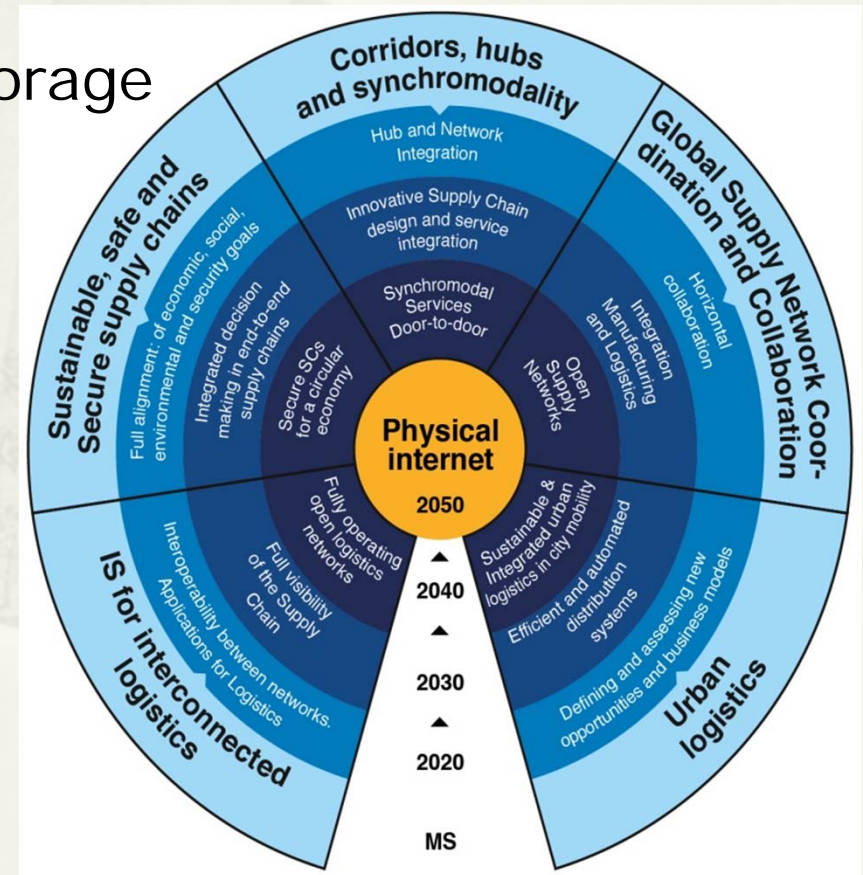 orage
Corridors, hubs
and synchromodality
Hub and Network
Integration
Innovative Supply Chain
design and service
integration
Synchromodal
Services
Door-to-door
Global Supply Network Coor-
dination and Collaboration
Horizontal
collaboration
Integration
Manufacturing
and Logistics
Open
Supply
Networks
Sustainable, safe and
Secure supply chains
Full alignment: of economic, social,
environmental and security goals
Integrated decision
making in end-to-end
supply chains
Secure SCs
for a circular
economy
Physical
internet
2050
IS for interconnected
logistics
Interoperability between networks.
Applications for Logistics
Full visibility
of the Supply
Chain
Fully operating
open logistics
networks
Sustainable &
Integrated urban
logistics in city mobility
Efficient and automated
distribution
systems
Defining and assessing new
opportunities and business models
Urban
logistics
▲
2040
▲
2030
▲
2020
MS